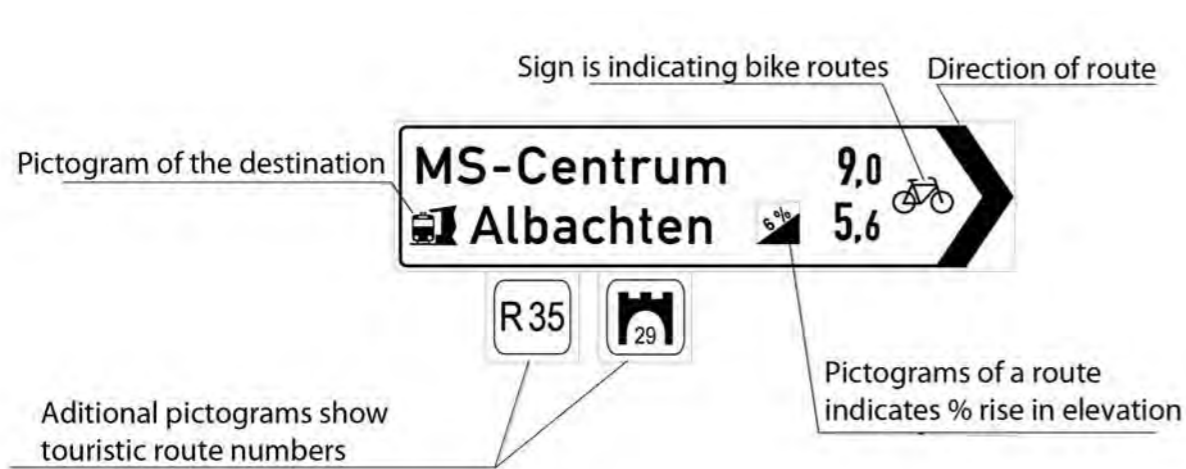 Sign is indicating bike routes
Direction of route
Pictogram of the destination
MS-Centrum 9,0
Albachten 6% 5,6
R 35
29
Pictograms of a route
indicates % rise in elevation
Aditional pictograms show
touristic route numbers